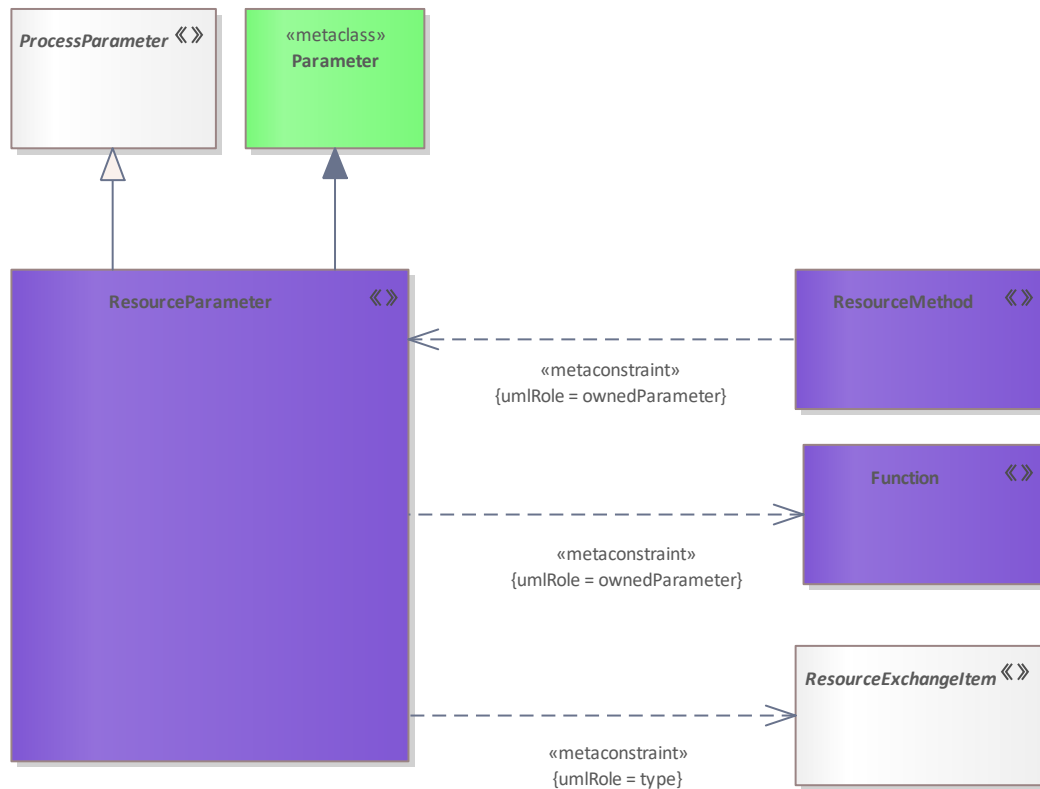 ProcessParameter «»
«metaclass»
Parameter
ResourceParameter «»
ResourceMethod «»
«metaconstraint»
{umlRole = ownedParameter}
Function «»
«metaconstraint»
{umlRole = ownedParameter}
ResourceExchangeItem «»
«metaconstraint»
{umlRole = type}